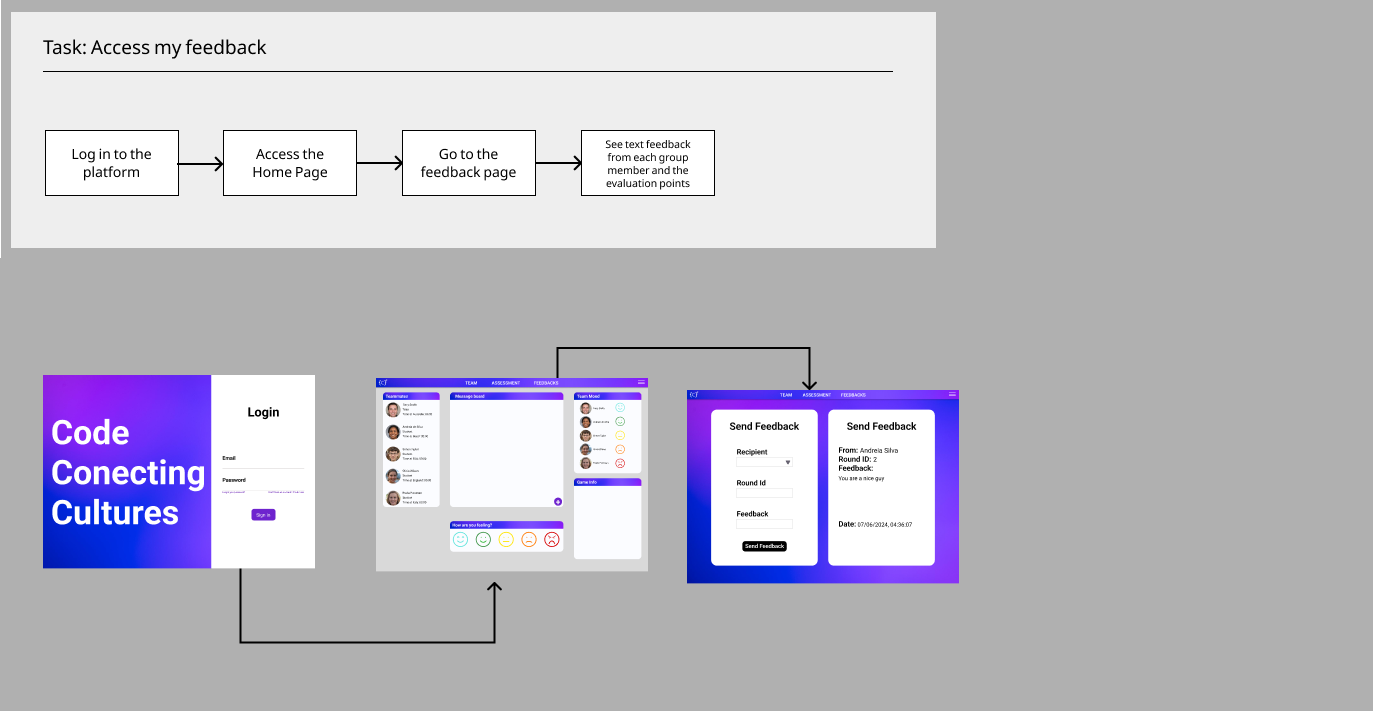 Task: Access my feedback
Log in to the
platform
Access the
Home Page
Go to the
feedback page
See text feedback
from each group
member and the
evaluation points
Code
Conecting
Cultures
Login
Email
Password
Sign in
TEAM ASSESSMENT FEEDBACKS
Teammates
Message board
How are you feeling?
Team Mood
Game info
TEAM ASSESSMENT FEEDBACKS
Send Feedback
Recipient
Round Id
Feedback
Send Feedback
Send Feedback
From: Andreia Silva
Round ID: 2
Feedback:
You are a nice guy
Date: 07/06/2024, 04:36:07